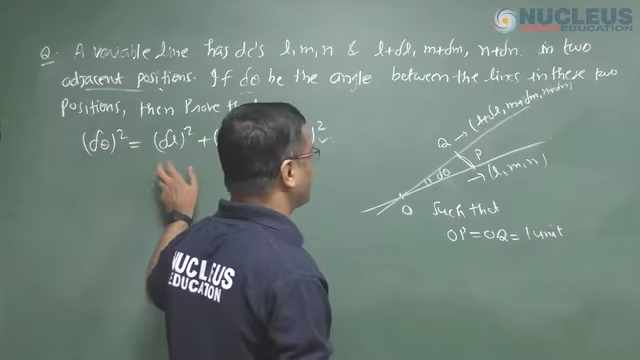 NUCLEUS
EDUCATION
Q. A variable line has dc's l, m, n & l+dl, m+dm, n+dn in two
adjacent positions. If dθ be the angle between the lines in these two
positions, then Prove that
(dθ)² = (dl)² + ( )²
Q → (l+dl, m+dm, n+dn)
P
→ (l, m, n)
dθ
O
Such that
OP = OQ = 1 unit
NUCLEUS
EDUCATION